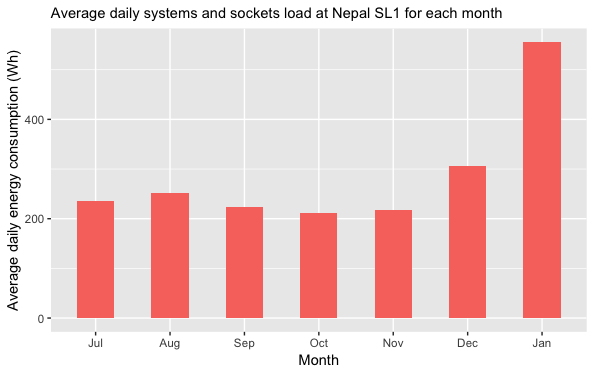 Average daily systems and sockets load at Nepal SL1 for each month
Average daily energy consumption (Wh)
400
200
0
Jul Aug Sep Oct Nov Dec Jan
Month